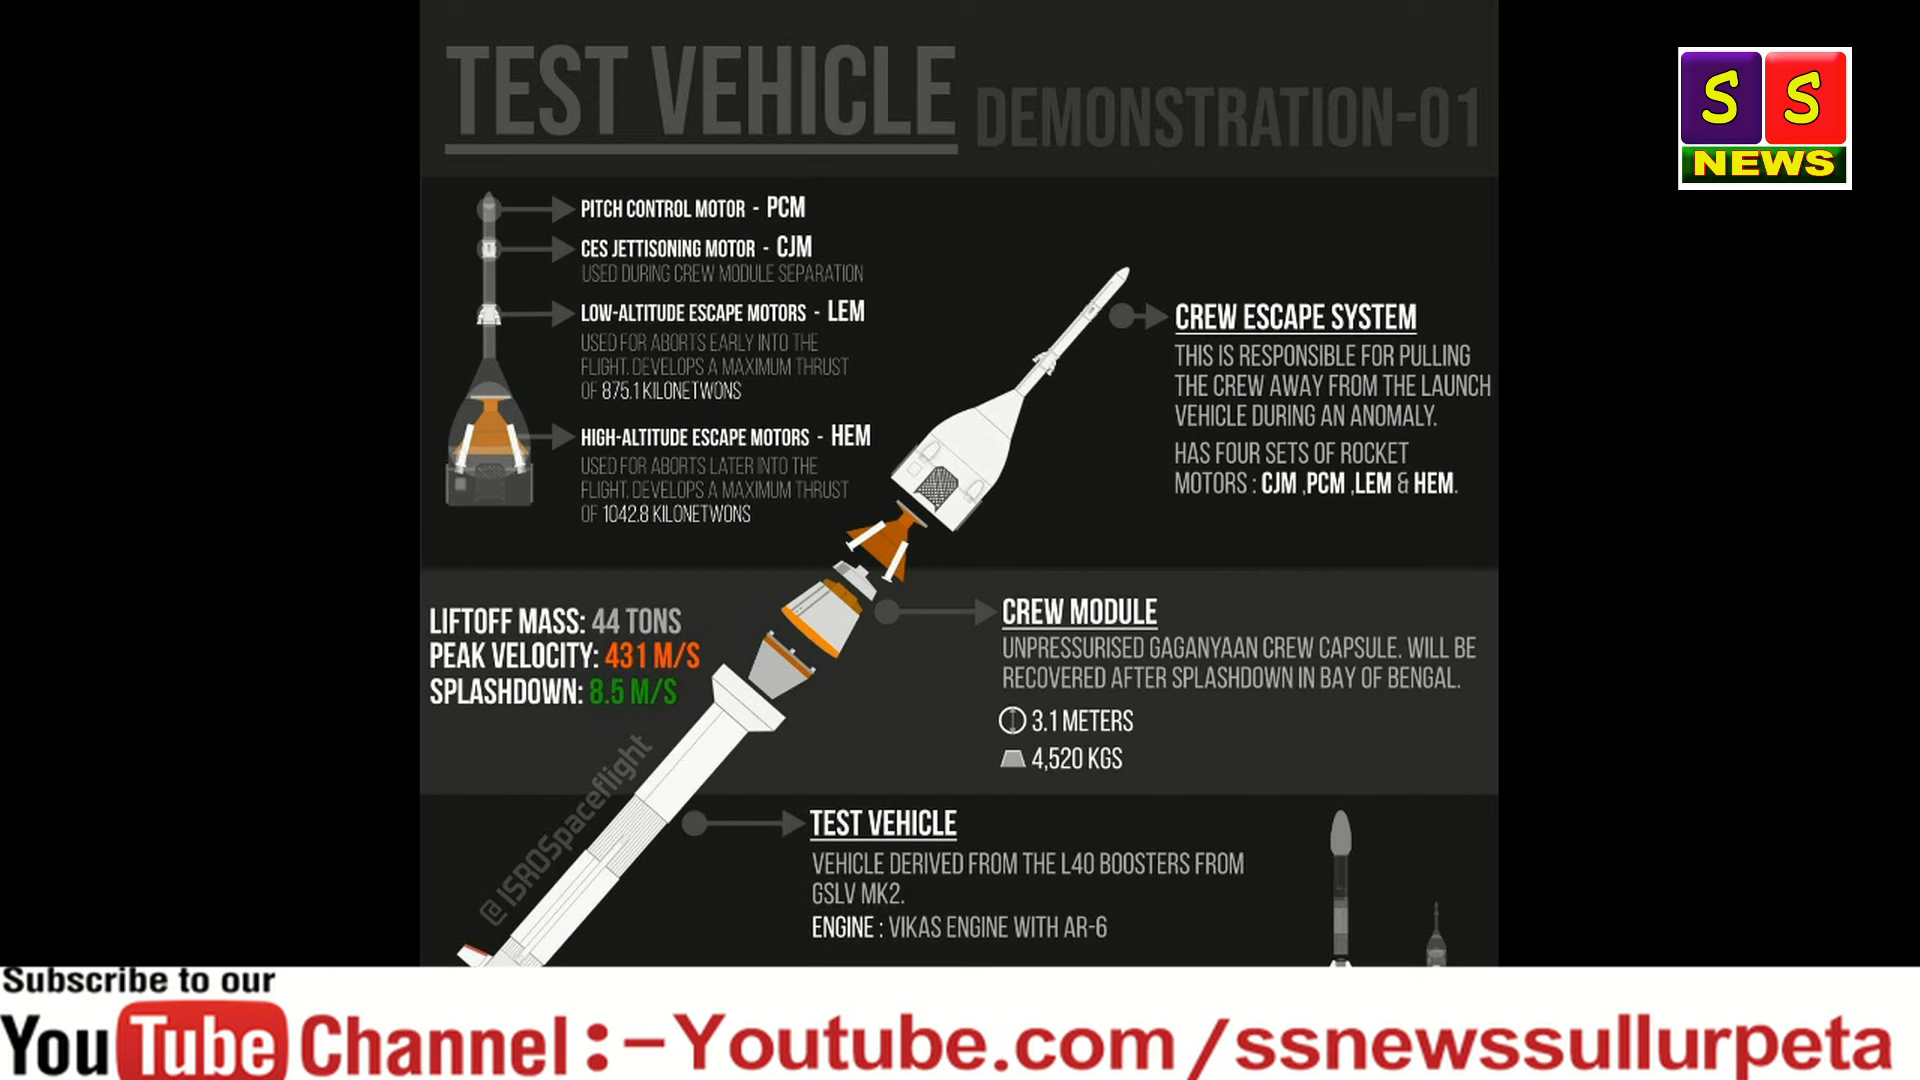 TEST VEHICLE DEMONSTRATION-01
S S
NEWS
PITCH CONTROL MOTOR - PCM
CES JETTISONING MOTOR - CJM
USED DURING CREW MODULE SEPARATION
LOW-ALTITUDE ESCAPE MOTORS - LEM
USED FOR ABORTS EARLY INTO THE
FLIGHT. DEVELOPS A MAXIMUM THRUST
OF 875.1 KILONETWONS
HIGH-ALTITUDE ESCAPE MOTORS - HEM
USED FOR ABORTS LATER INTO THE
FLIGHT. DEVELOPS A MAXIMUM THRUST
OF 1042.8 KILONETWONS
CREW ESCAPE SYSTEM
THIS IS RESPONSIBLE FOR PULLING
THE CREW AWAY FROM THE LAUNCH
VEHICLE DURING AN ANOMALY.
HAS FOUR SETS OF ROCKET
MOTORS : CJM ,PCM ,LEM & HEM.
LIFTOFF MASS: 44 TONS
PEAK VELOCITY: 431 M/S
SPLASHDOWN: 8.5 M/S
CREW MODULE
UNPRESSURISED GAGANYAAN CREW CAPSULE. WILL BE
RECOVERED AFTER SPLASHDOWN IN BAY OF BENGAL.
3.1 METERS
4,520 KGS
@ISROSpaceflight
TEST VEHICLE
VEHICLE DERIVED FROM THE L40 BOOSTERS FROM
GSLV MK2.
ENGINE : VIKAS ENGINE WITH AR-6
Subscribe to our
YouTube Channel :-Youtube.com/ssnewssullurpeta